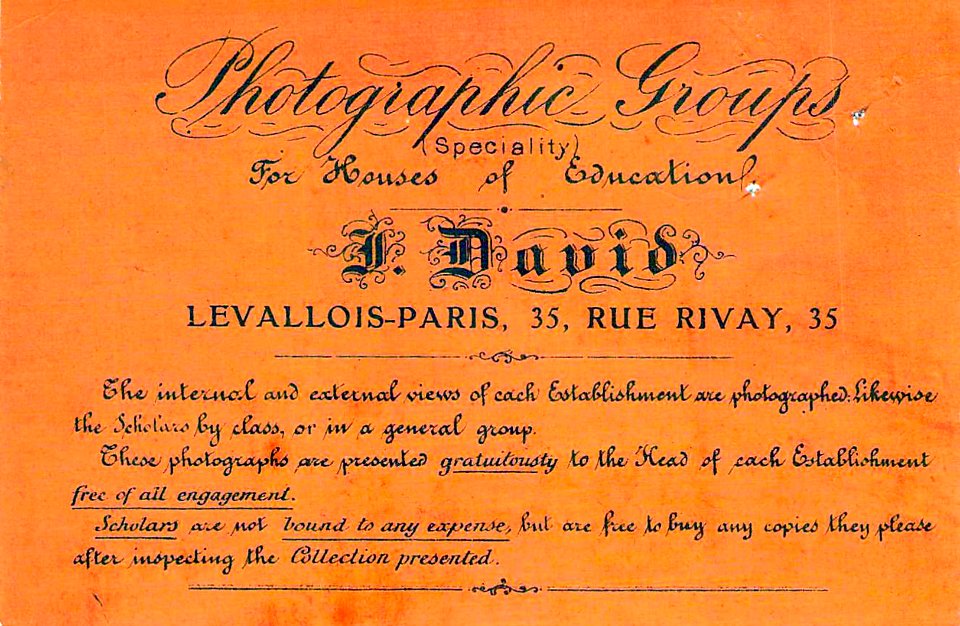 Photographic Groups
(Speciality)
For Houses of Education.
J. David
LEVALLOIS-PARIS, 35, RUE RIVAY, 35
The internal and external views of each Establishment are photographed: Likewise
the Scholars by class, or in a general group.
These photographs are presented gratuitously to the Head of each Establishment
free of all engagement.
Scholars are not bound to any expense, but are free to buy any copies they please
after inspecting the Collection presented.